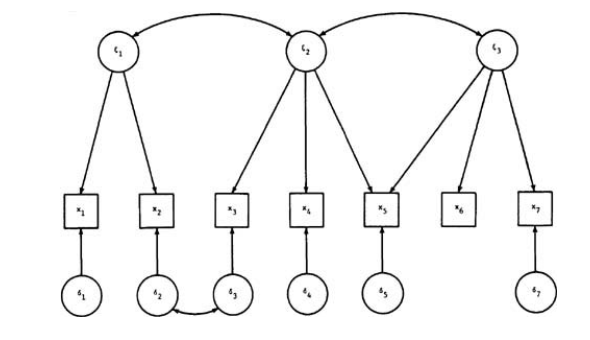 ξ₁ ξ₂ ξ₃
x₁ x₂ x₃ x₄ x₅ x₆ x₇
δ₁ δ₂ δ₃ δ₄ δ₅ δ₇